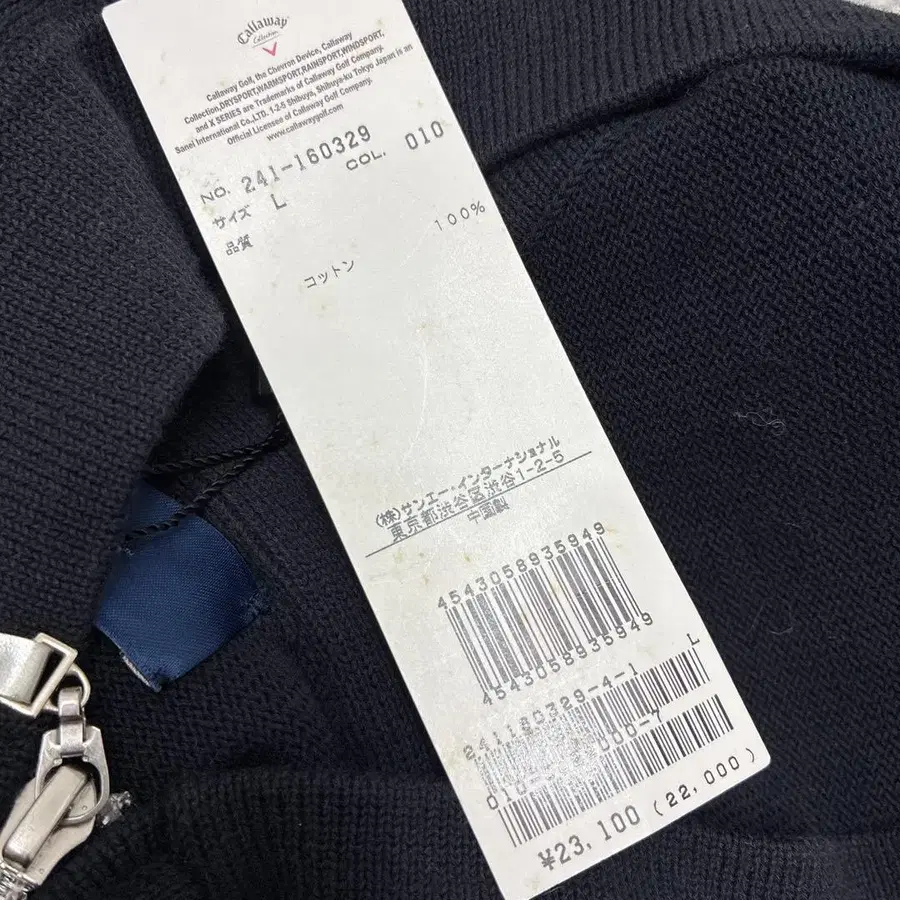 Callaway
Collection
Callaway Golf, the Chevron Device, Callaway
Collection,DRYSPORT,WARMSPORT,RAINSPORT,WINDSPORT,
and X SERIES are Trademarks of Callaway Golf Company.
Sanei International Co.,LTD. 1-2-5 Shibuya, Shibuya-ku Tokyo Japan is an
Official Licensee of Callaway Golf Company.
www.callawaygolf.com
NO. 241-160329 COL. 010
サイズ L
品質
コットン 100%
(株)サンエー・インターナショナル
東京都渋谷区渋谷1-2-5
中国製
4543058935949
4543058935949
241160329-4-1 L
000-7
¥23,100 (22,000)